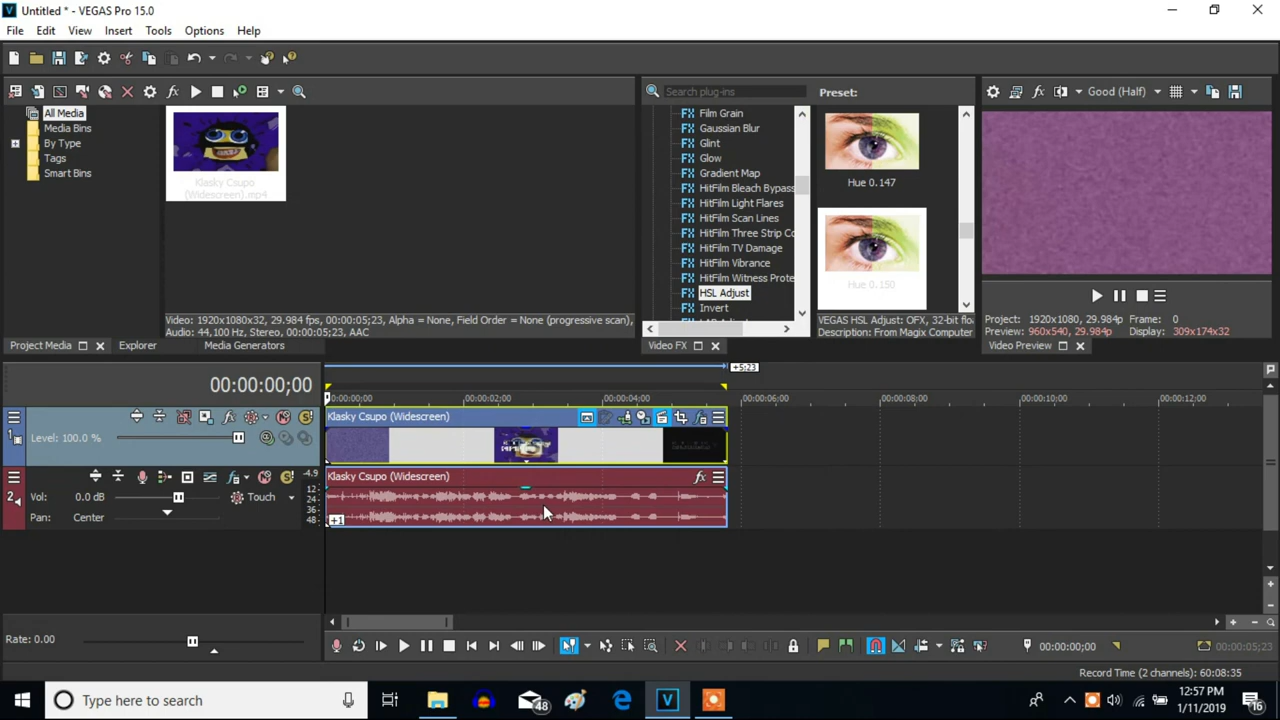 Untitled * - VEGAS Pro 15.0
File Edit View Insert Tools Options Help
All Media
Media Bins
By Type
Tags
Smart Bins
Klasky Csupo
(Widescreen).mp4
Video: 1920x1080x32, 29.984 fps, 00:00:05;23, Alpha = None, Field Order = None (progressive scan),
Audio: 44,100 Hz, Stereo, 00:00:05;23, AAC
Project Media Explorer Media Generators
Search plug-ins
Film Grain
Gaussian Blur
Glint
Glow
Gradient Map
HitFilm Bleach Bypass
HitFilm Light Flares
HitFilm Scan Lines
HitFilm Three Strip Co
HitFilm TV Damage
HitFilm Vibrance
HitFilm Witness Prote
HSL Adjust
Invert
Preset:
Hue 0.147
Hue 0.150
VEGAS HSL Adjust: OFX, 32-bit flo
Description: From Magix Computer
Video FX
Good (Half)
Project: 1920x1080, 29.984p Frame: 0
Preview: 960x540, 29.984p Display: 309x174x32
Video Preview
+5:23
00:00:00;00
00:00:00;00 00:00:02;00 00:00:04;00 00:00:06;00 00:00:08;00 00:00:10;00 00:00:12;00
1
Level: 100.0 %
Klasky Csupo (Widescreen)
2
Vol: 0.0 dB Touch
Pan: Center
-4.9
12
24
36
48
Klasky Csupo (Widescreen)
+1
Rate: 0.00
00:00:00;00 00:00:05;23
Record Time (2 channels): 60:08:35
Type here to search
48
12:57 PM
1/11/2019
16